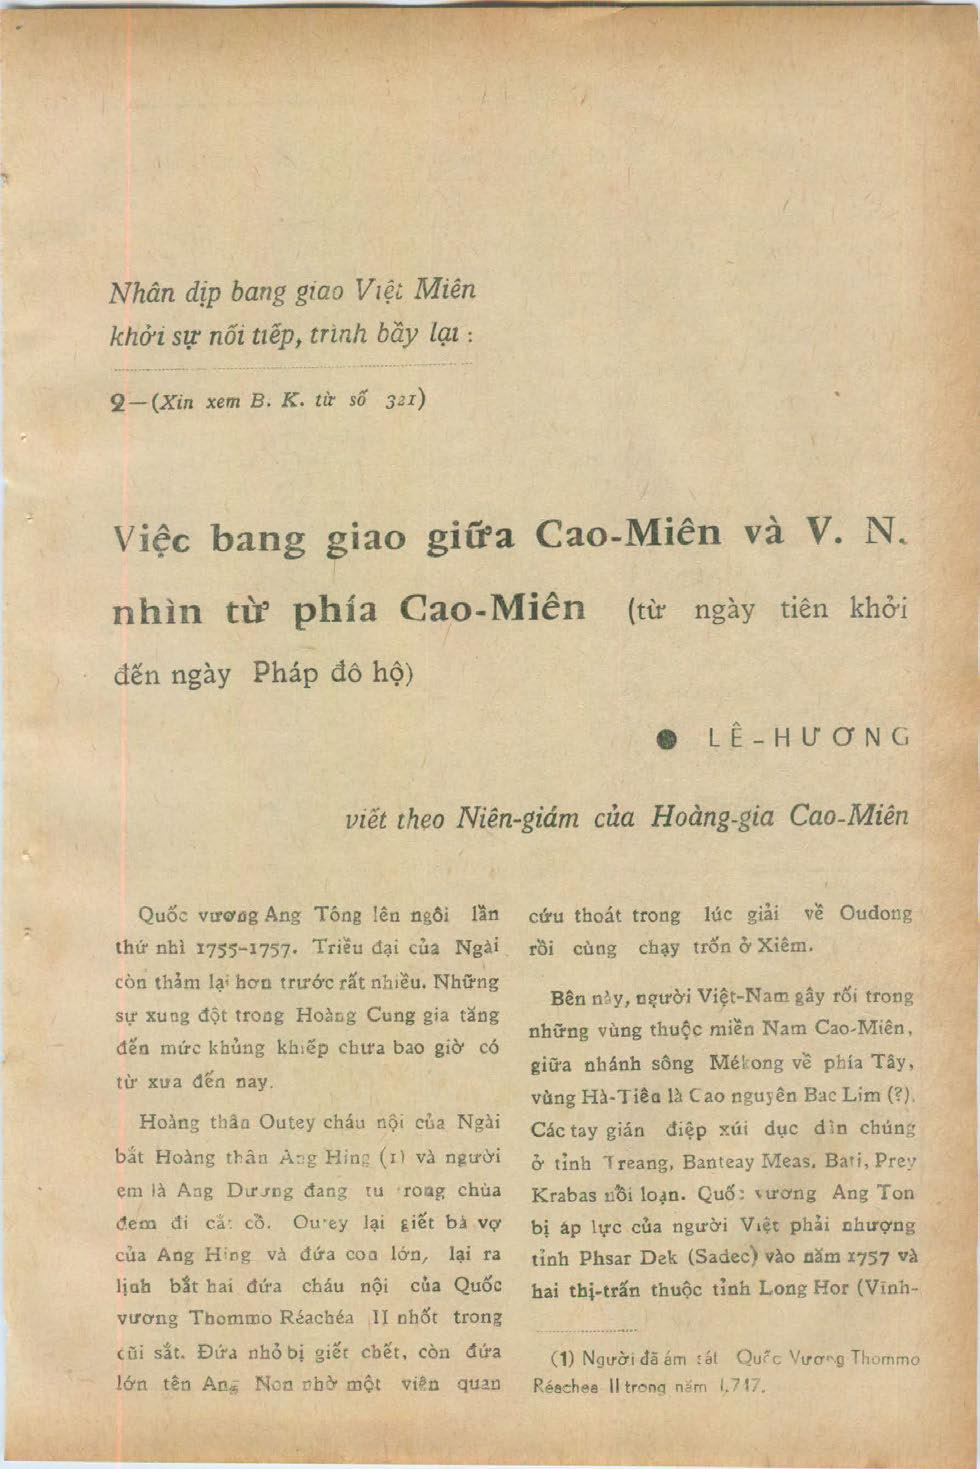 Nhân dịp bang giao Việt Miên
khởi sự nối tiếp, trình bầy lại :
2—(Xin xem B. K. từ số 321)
Việc bang giao giữa Cao-Miên và V. N.
nhìn từ phía Cao-Miên (từ ngày tiên khởi
đến ngày Pháp đô hộ)
● LÊ-HƯƠNG
viết theo Niên-giám của Hoàng-gia Cao-Miên
Quốc vương Ang Tông lên ngôi lần
thứ nhì 1755-1757. Triều đại của Ngài
còn thảm lại hơn trước rất nhiều. Những
sự xung đột trong Hoàng Cung gia tăng
đến mức khủng khiếp chưa bao giờ có
từ xưa đến nay.
Hoàng thân Outey cháu nội của Ngài
bắt Hoàng thân Ang Hing (1) và người
em là Ang Dương đang tu trong chùa
đem đi cắt cổ. Outey lại giết bà vợ
của Ang Hing và đứa con lớn, lại ra
lịnh bắt hai đứa cháu nội của Quốc
vương Thommo Réachéa II nhốt trong
cũi sắt. Đứa nhỏ bị giết chết, còn đứa
lớn tên Ang Non nhờ một viên quan
cứu thoát trong lúc giải về Oudong
rồi cùng chạy trốn ở Xiêm.
Bên này, người Việt-Nam gây rối trong
những vùng thuộc miền Nam Cao-Miên,
giữa nhánh sông Mékong về phía Tây,
vùng Hà-Tiên là Cao nguyên Bac Lim (?).
Các tay gián điệp xúi dục dân chúng
ở tỉnh Treang, Banteay Meas, Bati, Prey
Krabas nổi loạn. Quốc vương Ang Ton
bị áp lực của người Việt phải nhượng
tỉnh Phsar Dek (Sadec) vào năm 1757 và
hai thị-trấn thuộc tỉnh Long Hor (Vĩnh-
(1) Người đã ám sát Quốc Vương Thommo
Réachea II trong năm 1.747.